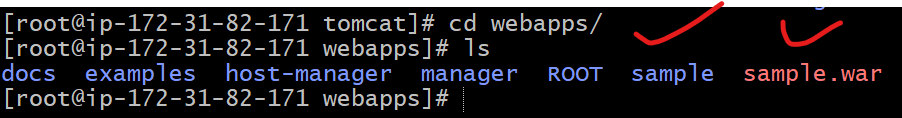 [root@ip-172-31-82-171 tomcat]# cd webapps/
[root@ip-172-31-82-171 webapps]# ls
docs  examples  host-manager  manager  ROOT  sample  sample.war
[root@ip-172-31-82-171 webapps]#